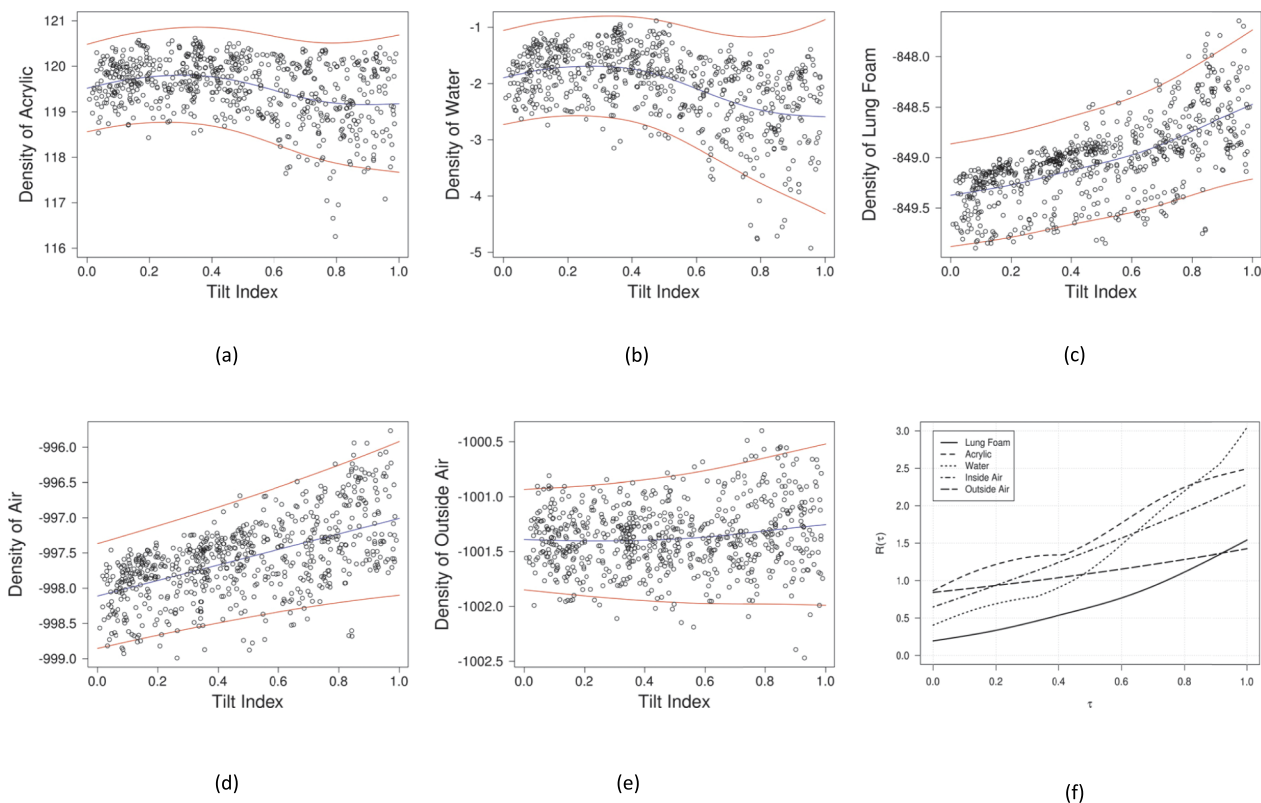 121
120
119
118
117
116
Density of Acrylic
0.0 0.2 0.4 0.6 0.8 1.0
Tilt Index
(a)
-1
-2
-3
-4
-5
Density of Water
0.0 0.2 0.4 0.6 0.8 1.0
Tilt Index
(b)
-848.0
-848.5
-849.0
-849.5
Density of Lung Foam
0.0 0.2 0.4 0.6 0.8 1.0
Tilt Index
(c)
-996.0
-996.5
-997.0
-997.5
-998.0
-998.5
-999.0
Density of Air
0.0 0.2 0.4 0.6 0.8 1.0
Tilt Index
(d)
-1000.5
-1001.0
-1001.5
-1002.0
-1002.5
Density of Outside Air
0.0 0.2 0.4 0.6 0.8 1.0
Tilt Index
(e)
3.0
2.5
2.0
1.5
1.0
0.5
0.0
R(τ)
Lung Foam
Acrylic
Water
Inside Air
Outside Air
0.0 0.2 0.4 0.6 0.8 1.0
τ
(f)